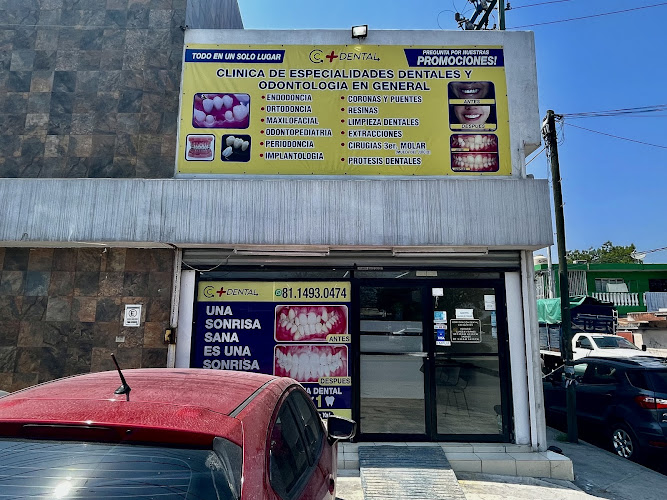 TODO EN UN SOLO LUGAR
C+DENTAL
PREGUNTA POR NUESTRAS
PROMOCIONES!
CLINICA DE ESPECIALIDADES DENTALES Y
ODONTOLOGIA EN GENERAL
• ENDODONCIA
• ORTODONCIA
• MAXILOFACIAL
• ODONTOPEDIATRIA
• PERIODONCIA
• IMPLANTOLOGIA
• CORONAS Y PUENTES
• RESINAS
• LIMPIEZA DENTALES
• EXTRACCIONES
• CIRUGIAS 3er. MOLAR
• PROTESIS DENTALES
ANTES
DESPUES
C+DENTAL
81.1493.0474
UNA
SONRISA
SANA
ES UNA
SONRISA
ANTES
DESPUES
DENTAL